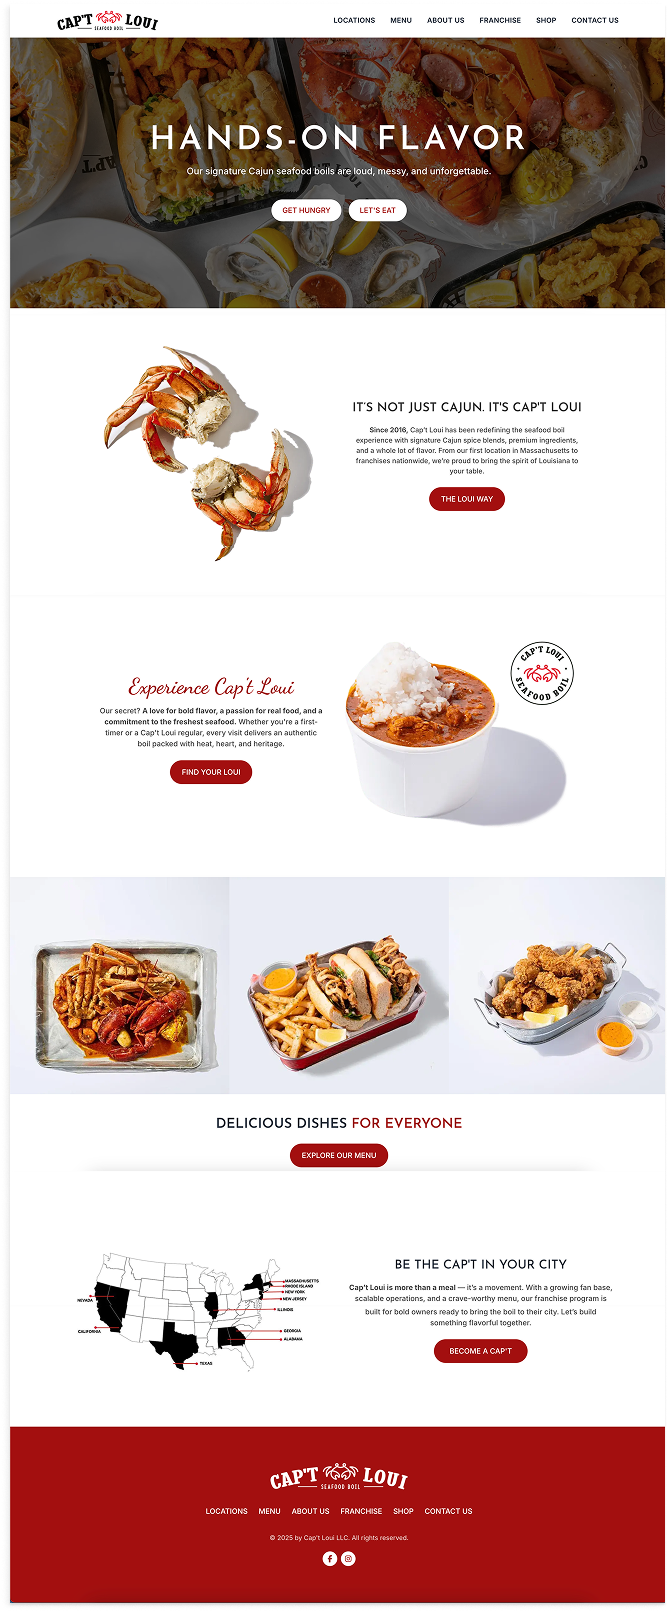 CAP'T LOUI
SEAFOOD BOIL
LOCATIONS MENU ABOUT US FRANCHISE SHOP CONTACT US
HANDS-ON FLAVOR
Our signature Cajun seafood boils are loud, messy, and unforgettable.
GET HUNGRY LET'S EAT
IT'S NOT JUST CAJUN. IT'S CAP'T LOUI
Since 2016, Cap't Loui has been redefining the seafood boil
experience with signature Cajun spice blends, premium ingredients,
and a whole lot of flavor. From our first location in Massachusetts to
franchises nationwide, we're proud to bring the spirit of Louisiana to
your table.
THE LOUI WAY
CAP'T LOUI
SEAFOOD BOIL
Experience Cap't Loui
Our secret? A love for bold flavor, a passion for real food, and a
commitment to the freshest seafood. Whether you're a first-
timer or a Cap't Loui regular, every visit delivers an authentic
boil packed with heat, heart, and heritage.
FIND YOUR LOUI
DELICIOUS DISHES FOR EVERYONE
EXPLORE OUR MENU
BE THE CAP'T IN YOUR CITY
Cap't Loui is more than a meal — it's a movement. With a growing fan base,
scalable operations, and a crave-worthy menu, our franchise program is
built for bold owners ready to bring the boil to their city. Let's build
something flavorful together.
BECOME A CAP'T
MASSACHUSETTS
RHODE ISLAND
NEW YORK
NEW JERSEY
ILLINOIS
GEORGIA
ALABAMA
TEXAS
NEVADA
CALIFORNIA
CAP'T LOUI
SEAFOOD BOIL
LOCATIONS MENU ABOUT US FRANCHISE SHOP CONTACT US
© 2025 by Cap't Loui LLC. All rights reserved.